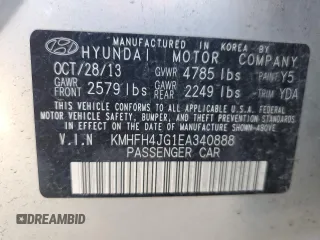 MANUFACTURED IN KOREA BY
HYUNDAI MOTOR COMPANY
OCT/28/13 GVWR 4785 lbs PAINT Y5
GAWR FRONT 2579 lbs GAWR REAR 2249 lbs TRIM YDA
THIS VEHICLE CONFORMS TO ALL APPLICABLE U.S. FEDERAL MOTOR
VEHICLE SAFETY, BUMPER, AND THEFT PREVENTION STANDARDS
IN EFFECT ON THE DATE OF MANUFACTURE SHOWN ABOVE.
V.I.N KMHFH4JG1EA340888
PASSENGER CAR
DREAMBID